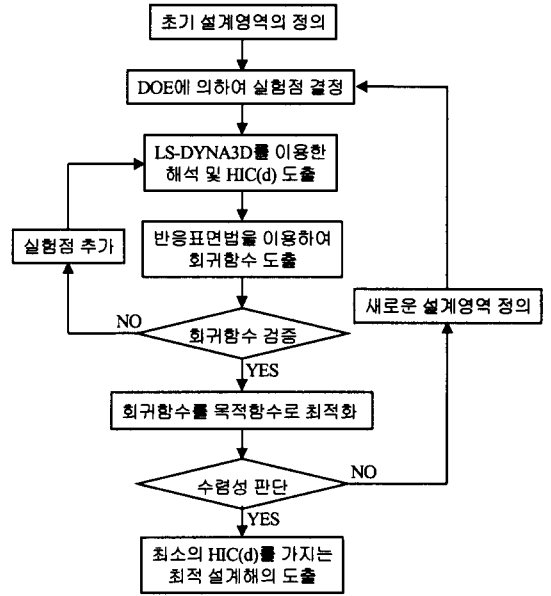 초기 설계영역의 정의
DOE에 의하여 실험점 결정
LS-DYNA3D를 이용한
해석 및 HIC(d) 도출
실험점 추가
반응표면법을 이용하여
회귀함수 도출
새로운 설계영역 정의
NO
회귀함수 검증
YES
회귀함수를 목적함수로 최적화
수렴성 판단
NO
YES
최소의 HIC(d)를 가지는
최적 설계해의 도출